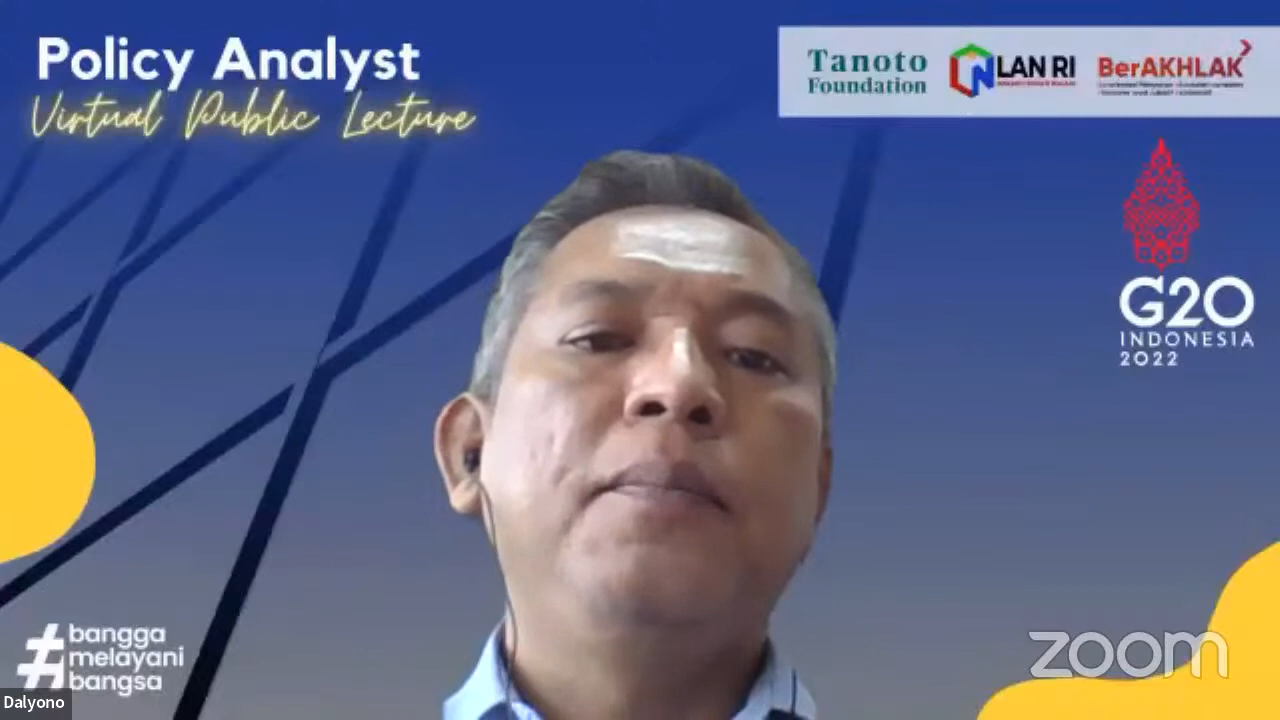 Policy Analyst
Virtual Public Lecture
Tanoto
Foundation
LAN RI
BerAKHLAK
G20
INDONESIA
2022
#bangga
melayani
bangsa
Dalyono
zoom